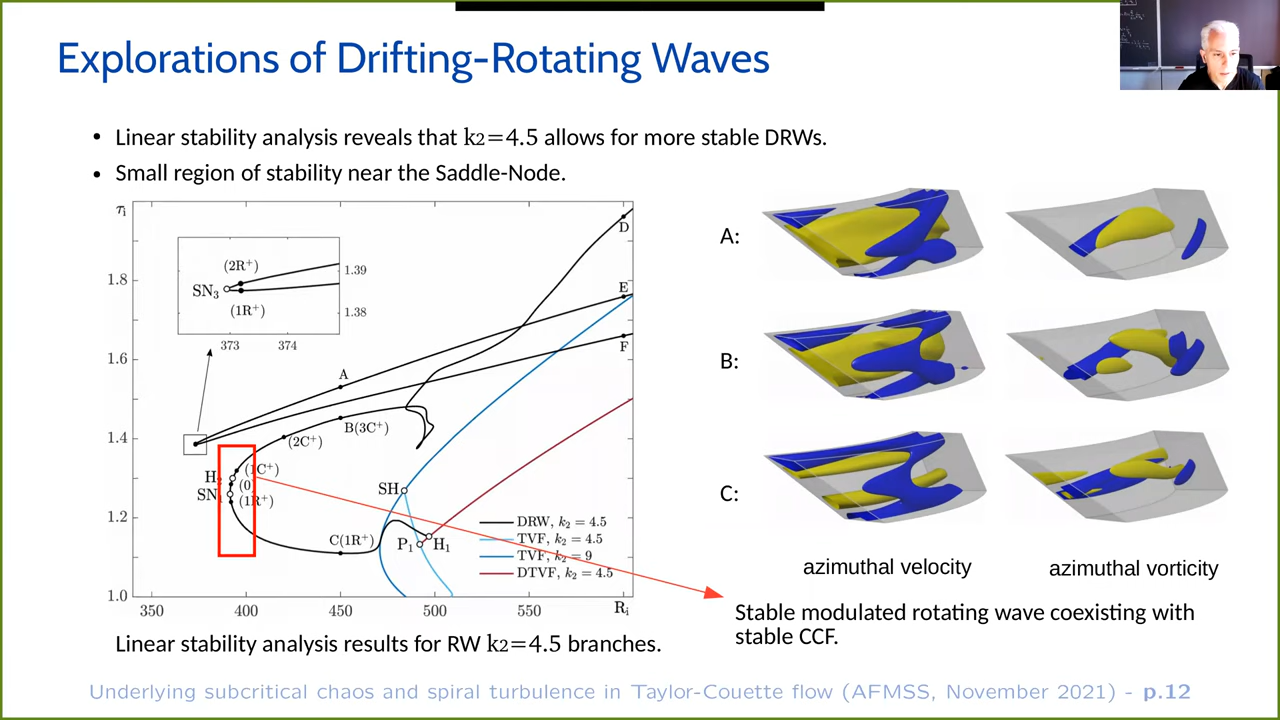 Explorations of Drifting-Rotating Waves
• Linear stability analysis reveals that k2=4.5 allows for more stable DRWs.
• Small region of stability near the Saddle-Node.
τi
1.8
1.6
1.4
1.2
1.0
350
400
450
500
550
Ri
(2R⁺)
SN₃
(1R⁺)
1.39
1.38
373
374
A
D
E
F
B(3C⁺)
(2C⁺)
(1C⁺)
(0
(1R⁺)
C(1R⁺)
SH
P₁
H₁
DRW, k₂ = 4.5
TVF, k₂ = 4.5
TVF, k₂ = 9
DTVF, k₂ = 4.5
Linear stability analysis results for RW k2=4.5 branches.
A:
B:
C:
azimuthal velocity
azimuthal vorticity
Stable modulated rotating wave coexisting with
stable CCF.
Underlying subcritical chaos and spiral turbulence in Taylor-Couette flow (AFMSS, November 2021) - p.12